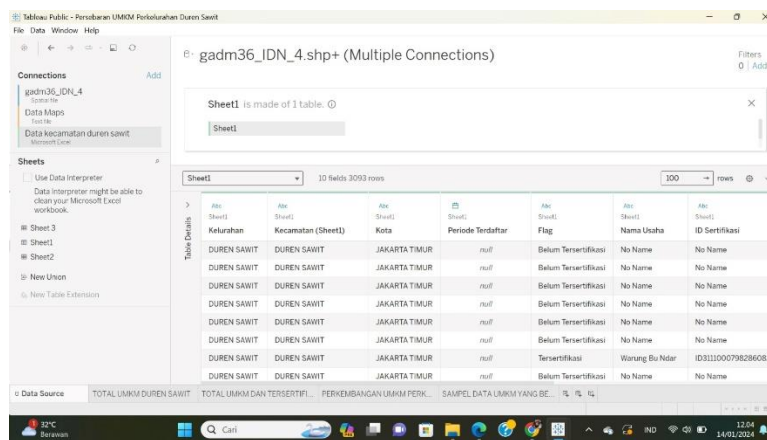 Tableau Public - Persebaran UMKM Perkelurahan Duren Sawit
File Data Window Help
Connections Add
gadm36_IDN_4
Spatial file
Data Maps
Text file
Data kecamatan duren sawit
Microsoft Excel
Sheets
Use Data Interpreter
Data Interpreter might be able to
clean your Microsoft Excel
workbook.
Sheet 3
Sheet1
Sheet2
New Union
New Table Extension
gadm36_IDN_4.shp+ (Multiple Connections)
Filters
0 Add
Sheet1 is made of 1 table.
Sheet1
Sheet1 10 fields 3093 rows 100 rows
Table Details
Abc Abc Abc Abc Abc Abc
Sheet1 Sheet1 Sheet1 Sheet1 Sheet1 Sheet1 Sheet1
Kelurahan Kecamatan (Sheet1) Kota Periode Terdaftar Flag Nama Usaha ID Sertifikasi
DUREN SAWIT DUREN SAWIT JAKARTA TIMUR null Belum Tersertifikasi No Name No Name
DUREN SAWIT DUREN SAWIT JAKARTA TIMUR null Belum Tersertifikasi No Name No Name
DUREN SAWIT DUREN SAWIT JAKARTA TIMUR null Belum Tersertifikasi No Name No Name
DUREN SAWIT DUREN SAWIT JAKARTA TIMUR null Belum Tersertifikasi No Name No Name
DUREN SAWIT DUREN SAWIT JAKARTA TIMUR null Belum Tersertifikasi No Name No Name
DUREN SAWIT DUREN SAWIT JAKARTA TIMUR null Belum Tersertifikasi No Name No Name
DUREN SAWIT DUREN SAWIT JAKARTA TIMUR null Tersertifikasi Warung Bu Ndar
DUREN SAWIT DUREN SAWIT JAKARTA TIMUR null Belum Tersertifikasi No Name No Name
Data Source TOTAL UMKM DUREN SAWIT TOTAL UMKM DAN TERSERTIFI... PERKEMBANGAN UMKM PERK... SAMPEL DATA UMKM YANG BE...
32°C
Berawan
Cari
IND
12.04
14/01/2024